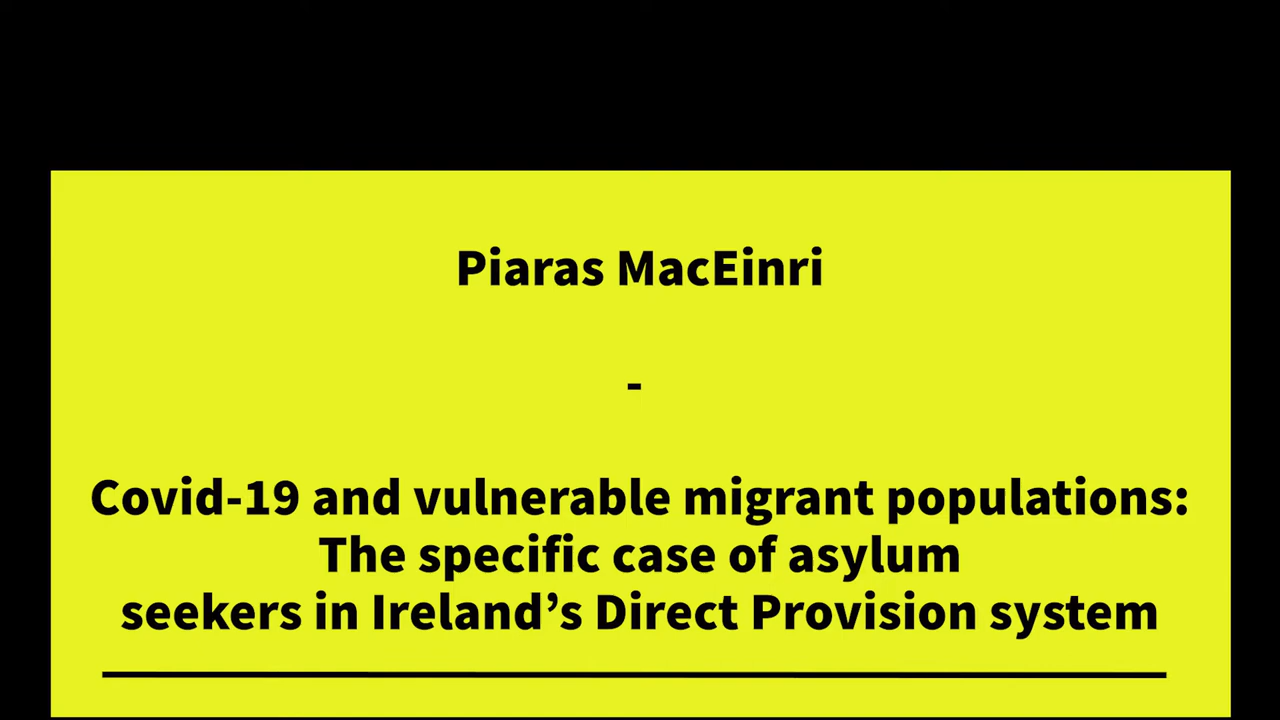 Piaras MacEinri
-
Covid-19 and vulnerable migrant populations:
The specific case of asylum
seekers in Ireland’s Direct Provision system